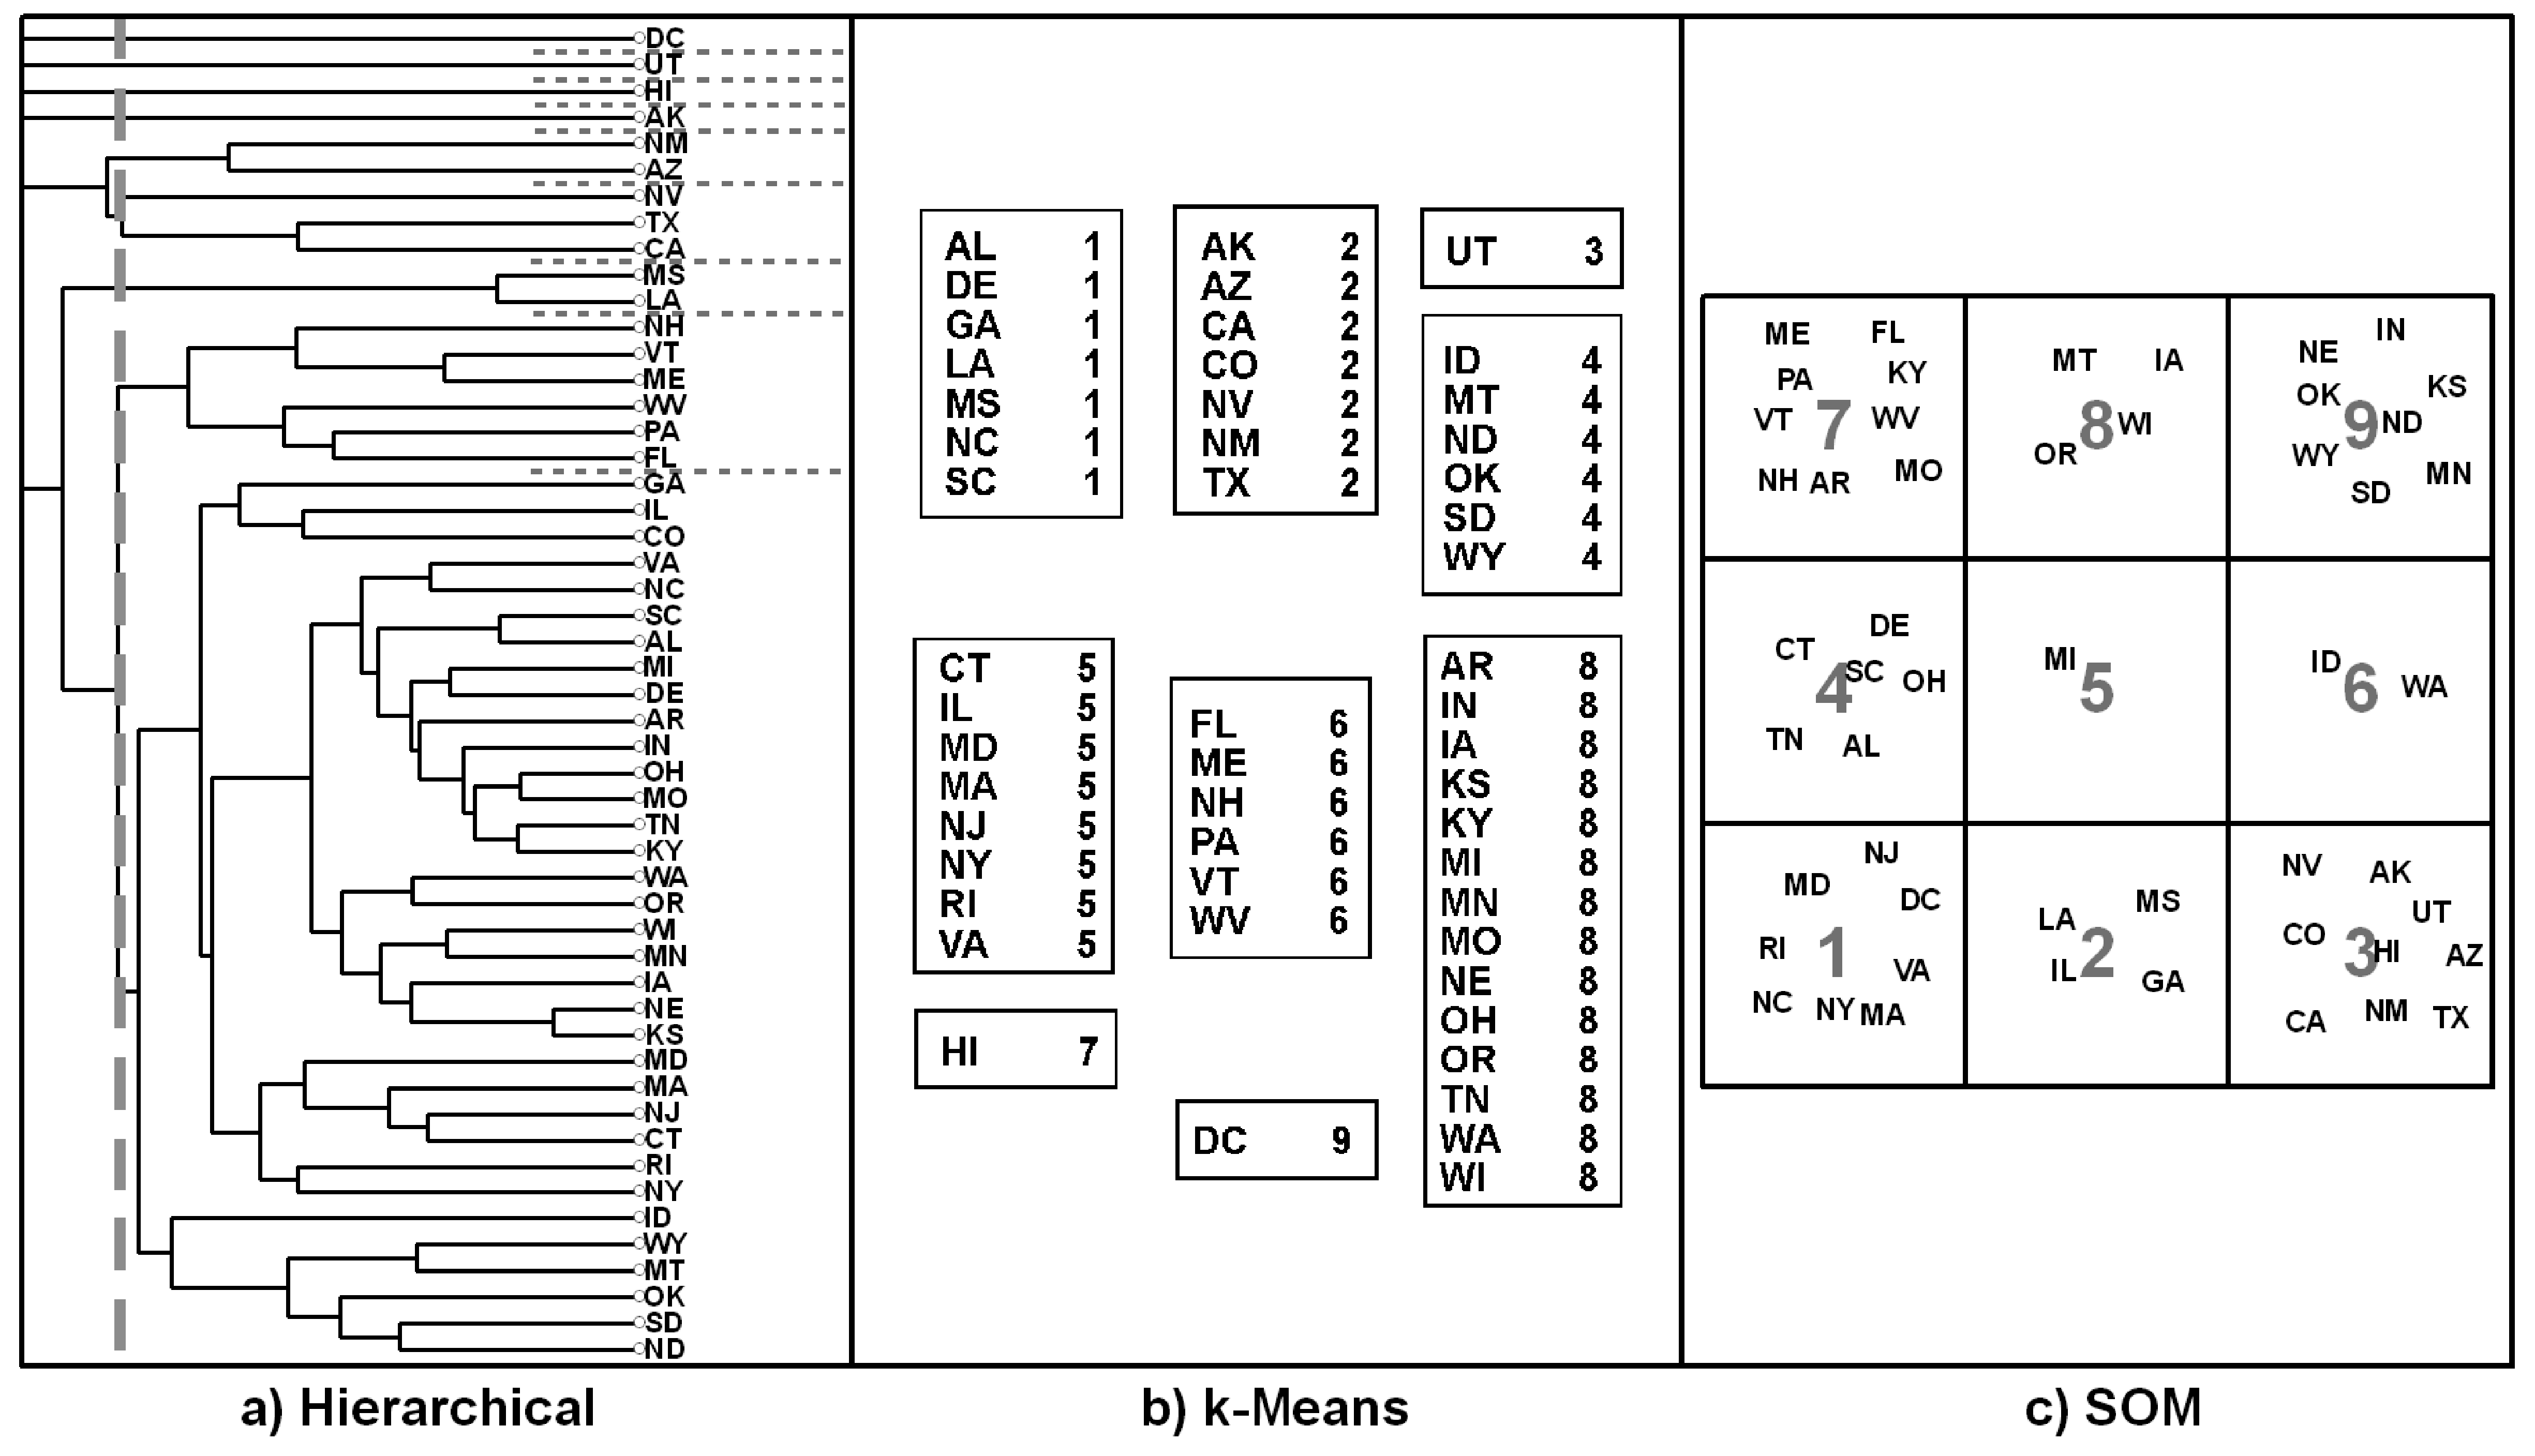 DC
UT
HI
AK
NM
AZ
NV
TX
CA
MS
LA
NH
VT
ME
WV
PA
FL
GA
IL
CO
VA
NC
SC
AL
MI
DE
AR
IN
OH
MO
TN
KY
WA
OR
WI
MN
IA
NE
KS
MD
MA
NJ
CT
RI
NY
ID
WY
MT
OK
SD
ND
a) Hierarchical
AL 1
DE 1
GA 1
LA 1
MS 1
NC 1
SC 1
AK 2
AZ 2
CA 2
CO 2
NV 2
NM 2
TX 2
UT 3
ID 4
MT 4
ND 4
OK 4
SD 4
WY 4
CT 5
IL 5
MD 5
MA 5
NJ 5
NY 5
RI 5
VA 5
FL 6
ME 6
NH 6
PA 6
VT 6
WV 6
HI 7
AR 8
IN 8
IA 8
KS 8
KY 8
MI 8
MN 8
MO 8
NE 8
OH 8
OR 8
TN 8
WA 8
WI 8
DC 9
b) k-Means
ME FL
PA KY
VT 7 WV
NH AR MO
MT IA
8 WI
OR
IN
NE
KS
OK
9 ND
WY
MN
SD
DE
CT
4 SC OH
TN AL
MI 5
ID 6 WA
NJ
MD
DC
RI 1
VA
NC NY MA
MS
LA
2
IL GA
NV AK
UT
CO 3 HI AZ
CA NM TX
c) SOM